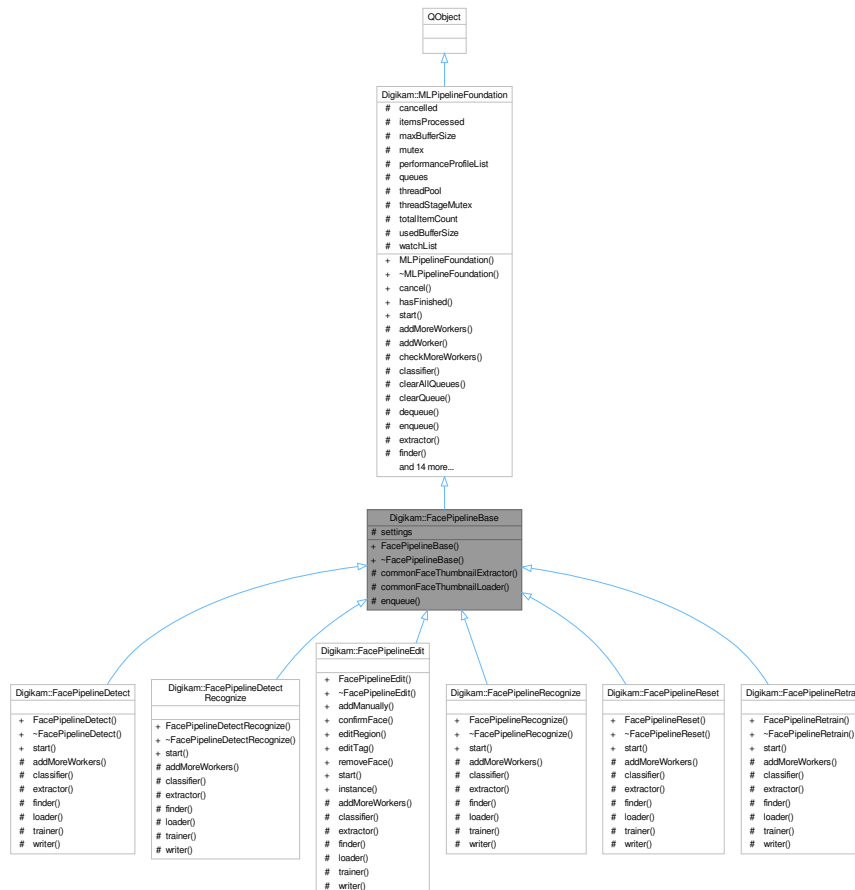 QObject
Digikam::MLPipelineFoundation
# cancelled
# itemsProcessed
# maxBufferSize
# mutex
# performanceProfileList
# queues
# threadPool
# threadStageMutex
# totalItemCount
# usedBufferSize
# watchList
+ MLPipelineFoundation()
+ ~MLPipelineFoundation()
+ cancel()
+ hasFinished()
+ start()
# addMoreWorkers()
# addWorker()
# checkMoreWorkers()
# classifier()
# clearAllQueues()
# clearQueue()
# dequeue()
# enqueue()
# extractor()
# finder()
and 14 more...
Digikam::FacePipelineBase
# settings
+ FacePipelineBase()
+ ~FacePipelineBase()
# commonFaceThumbnailExtractor()
# commonFaceThumbnailLoader()
# enqueue()
Digikam::FacePipelineDetect
+ FacePipelineDetect()
+ ~FacePipelineDetect()
+ start()
# addMoreWorkers()
# classifier()
# extractor()
# finder()
# loader()
# trainer()
# writer()
Digikam::FacePipelineDetect
Recognize
+ FacePipelineDetectRecognize()
+ ~FacePipelineDetectRecognize()
+ start()
# addMoreWorkers()
# classifier()
# extractor()
# finder()
# loader()
# trainer()
# writer()
Digikam::FacePipelineEdit
+ FacePipelineEdit()
+ ~FacePipelineEdit()
+ addManually()
+ confirmFace()
+ editRegion()
+ editTag()
+ removeFace()
+ start()
+ instance()
# addMoreWorkers()
# classifier()
# extractor()
# finder()
# loader()
# trainer()
# writer()
Digikam::FacePipelineRecognize
+ FacePipelineRecognize()
+ ~FacePipelineRecognize()
+ start()
# addMoreWorkers()
# classifier()
# extractor()
# finder()
# loader()
# trainer()
# writer()
Digikam::FacePipelineReset
+ FacePipelineReset()
+ ~FacePipelineReset()
+ start()
# addMoreWorkers()
# classifier()
# extractor()
# finder()
# loader()
# trainer()
# writer()
Digikam::FacePipelineRetra
+ FacePipelineRetrain()
+ ~FacePipelineRetrain()
+ start()
# addMoreWorkers()
# classifier()
# extractor()
# finder()
# loader()
# trainer()
# writer()